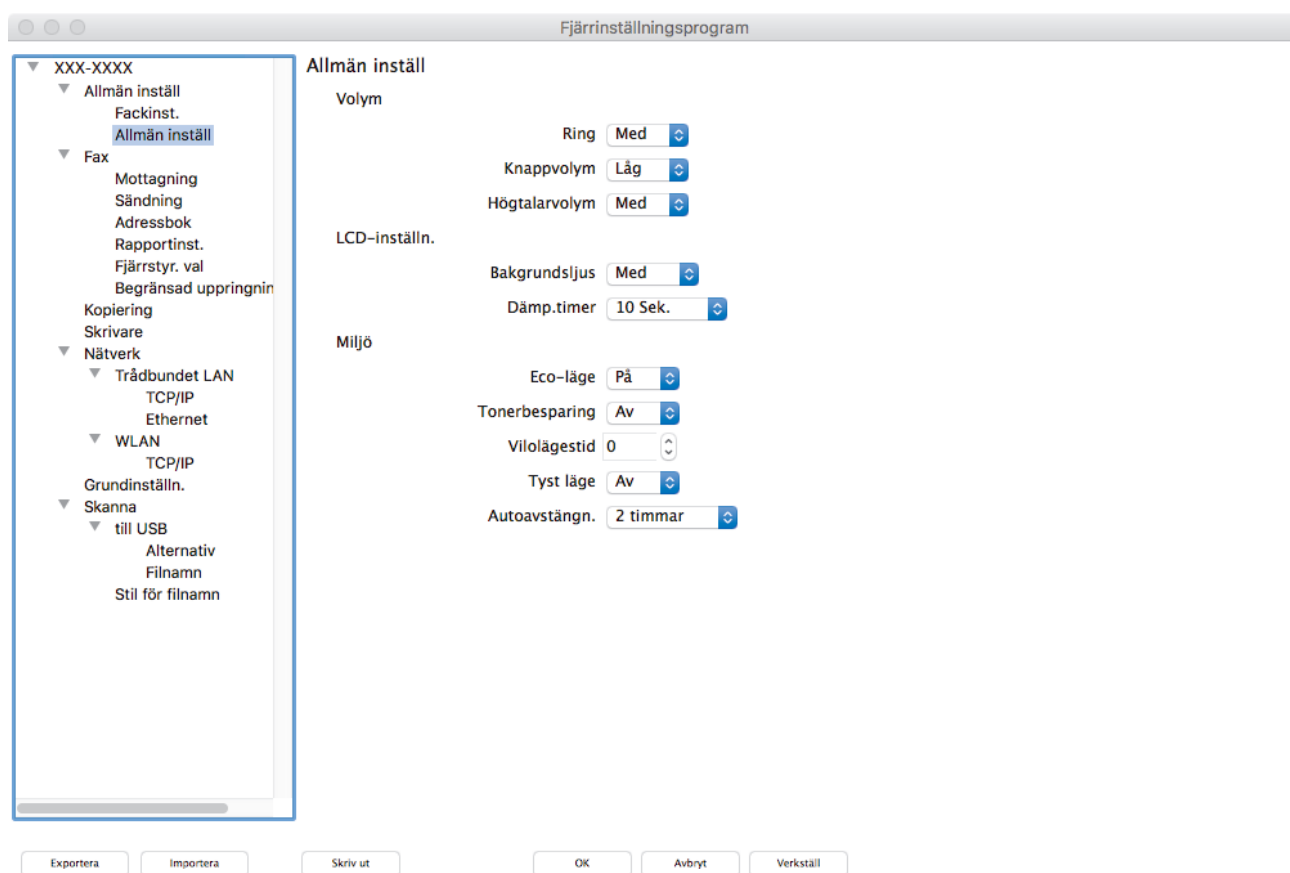 Fjärrinställningsprogram
XXX-XXXX
Allmän inställ
Fackinst.
Allmän inställ
Fax
Mottagning
Sändning
Adressbok
Rapportinst.
Fjärrstyr. val
Begränsad uppringnin
Kopiering
Skrivare
Nätverk
Trådbundet LAN
TCP/IP
Ethernet
WLAN
TCP/IP
Grundinställn.
Skanna
till USB
Alternativ
Filnamn
Stil för filnamn
Allmän inställ
Volym
Ring Med
Knappvolym Låg
Högtalarvolym Med
LCD-inställn.
Bakgrundsljus Med
Dämp.timer 10 Sek.
Miljö
Eco-läge På
Tonerbesparing Av
Vilolägestid 0
Tyst läge Av
Autoavstängn. 2 timmar
Exportera Importera Skriv ut OK Avbryt Verkställ